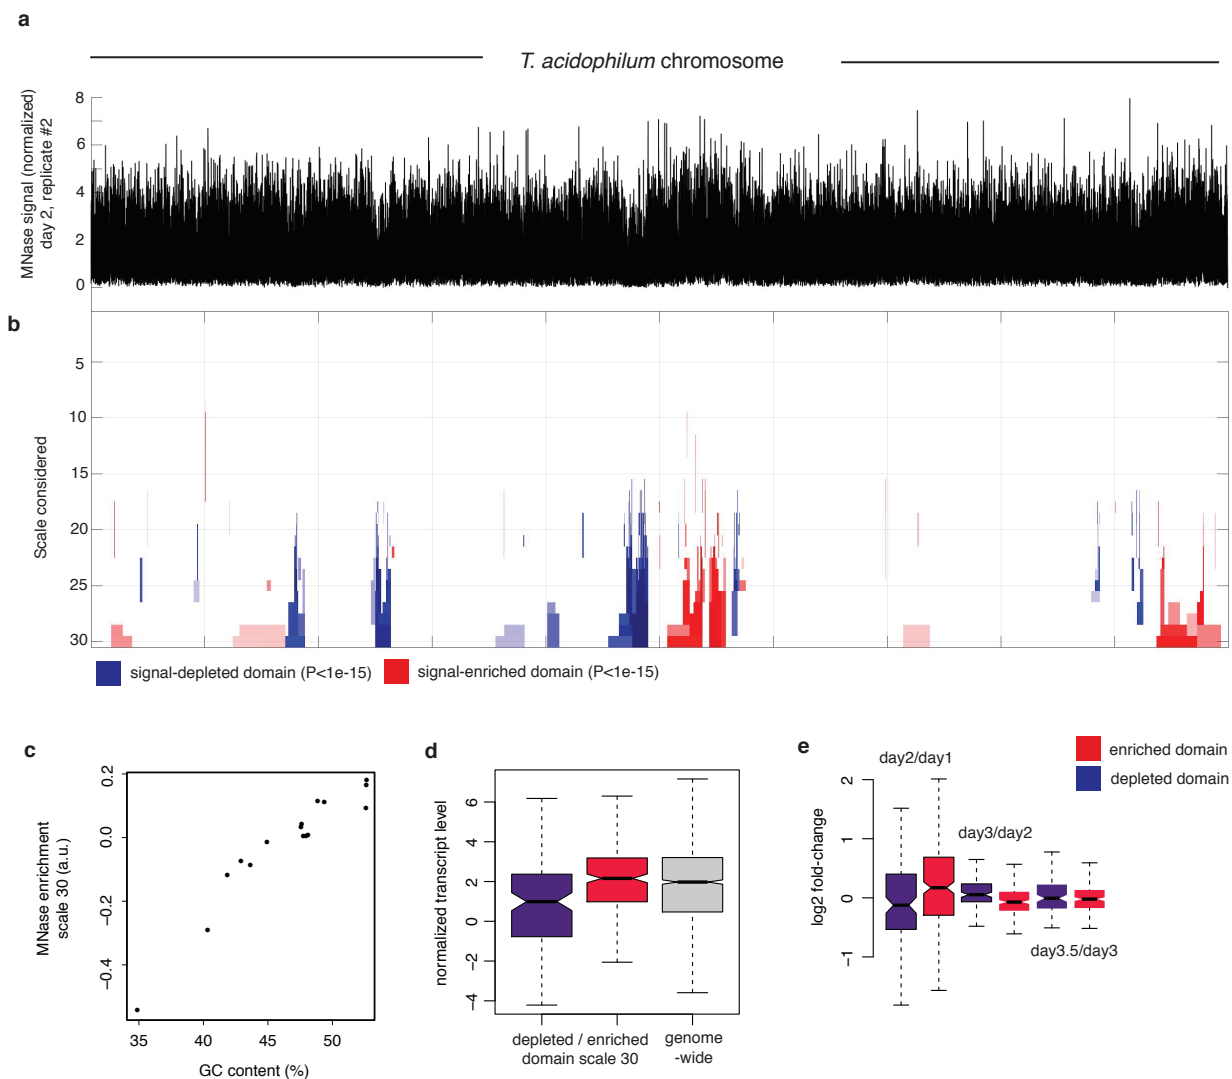 a
T. acidophilum chromosome
MNase signal (normalized)
day 2, replicate #2
8
6
4
2
0
b
Scale considered
5
10
15
20
25
30
signal-depleted domain (P<1e-15)
signal-enriched domain (P<1e-15)
c
MNase enrichment
scale 30 (a.u.)
0.2
0.0
−0.2
−0.4
35
40
45
50
GC content (%)
d
normalized transcript level
6
4
2
0
−2
−4
depleted / enriched
domain scale 30
genome
-wide
e
enriched domain
depleted domain
day2/day1
day3/day2
day3.5/day3
log2 fold-change
2
1
0
−1